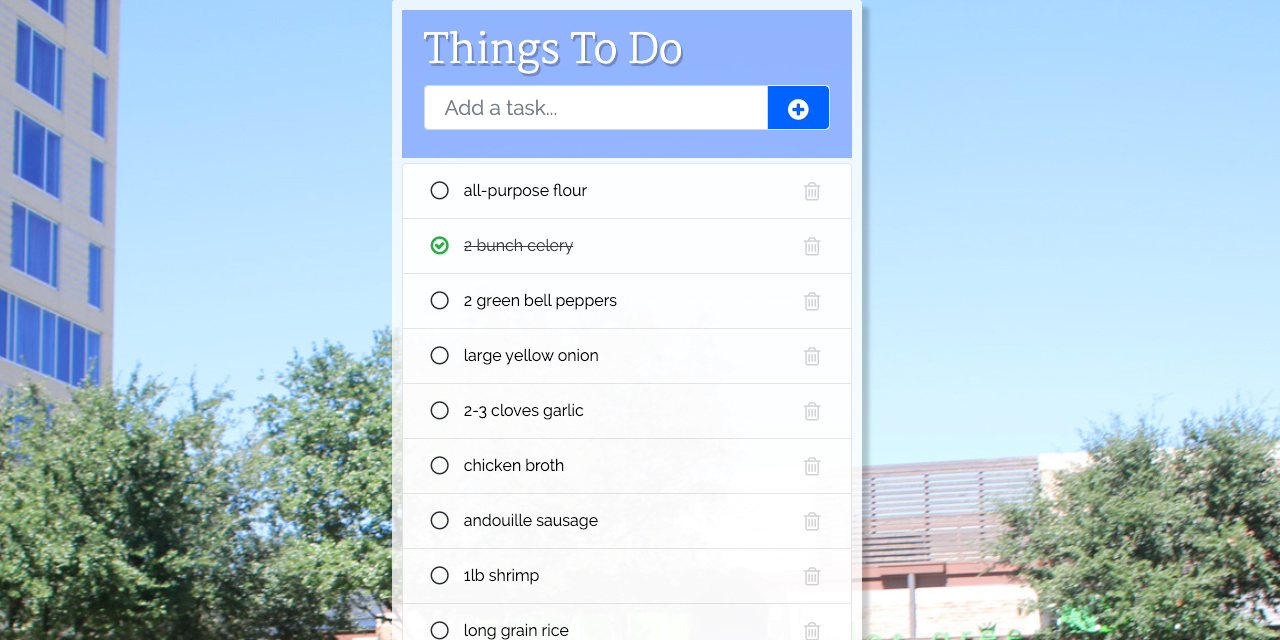 Things To Do
Add a task...
all-purpose flour
2 bunch celery
2 green bell peppers
large yellow onion
2-3 cloves garlic
chicken broth
andouille sausage
1lb shrimp
long grain rice